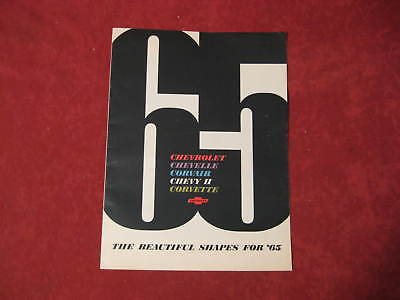 65
CHEVROLET
CHEVELLE
CORVAIR
CHEVY II
CORVETTE
THE BEAUTIFUL SHAPES FOR '65